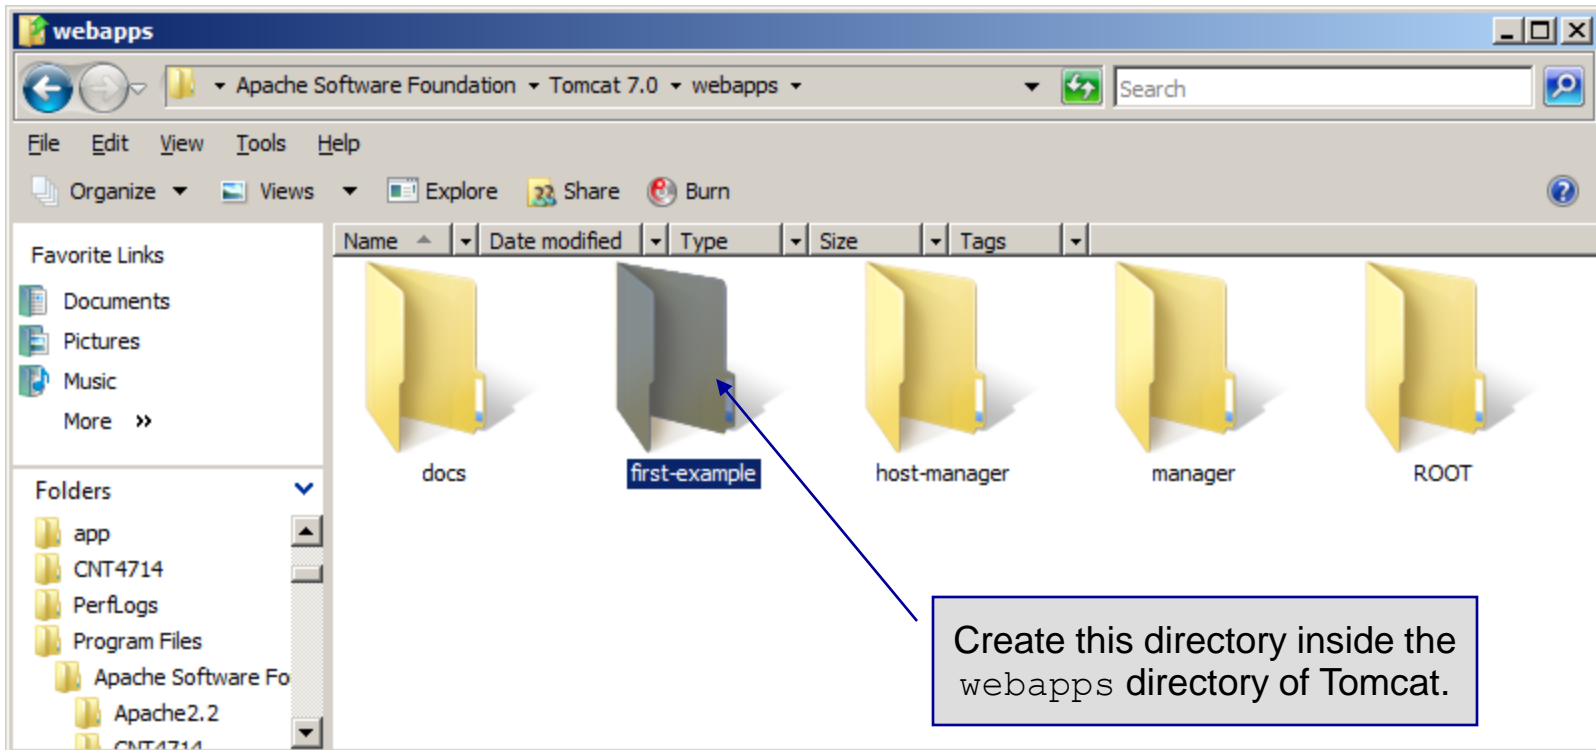 webapps
Apache Software Foundation Tomcat 7.0 webapps
Search
File Edit View Tools Help
Organize Views Explore Share Burn
Favorite Links
Documents
Pictures
Music
More »
Folders
app
CNT4714
PerfLogs
Program Files
Apache Software Fo
Apache2.2
CNT4714
Name Date modified Type Size Tags
docs
first-example
host-manager
manager
ROOT
Create this directory inside the
webapps directory of Tomcat.